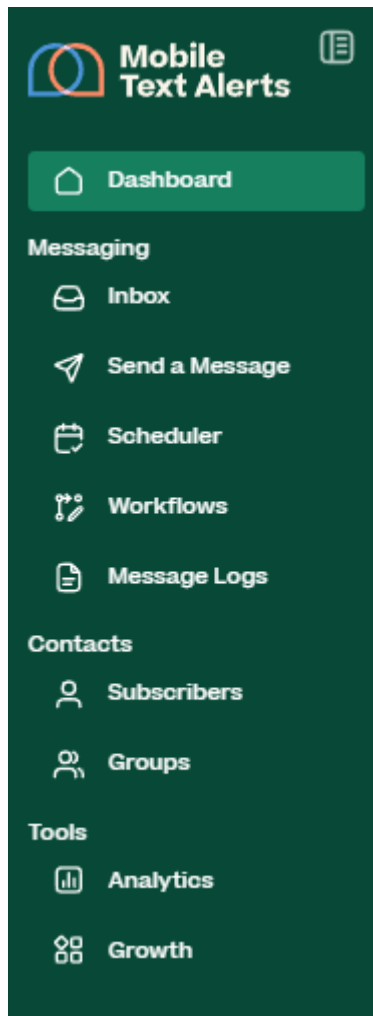 Mobile
Text Alerts
Dashboard
Messaging
Inbox
Send a Message
Scheduler
Workflows
Message Logs
Contacts
Subscribers
Groups
Tools
Analytics
Growth